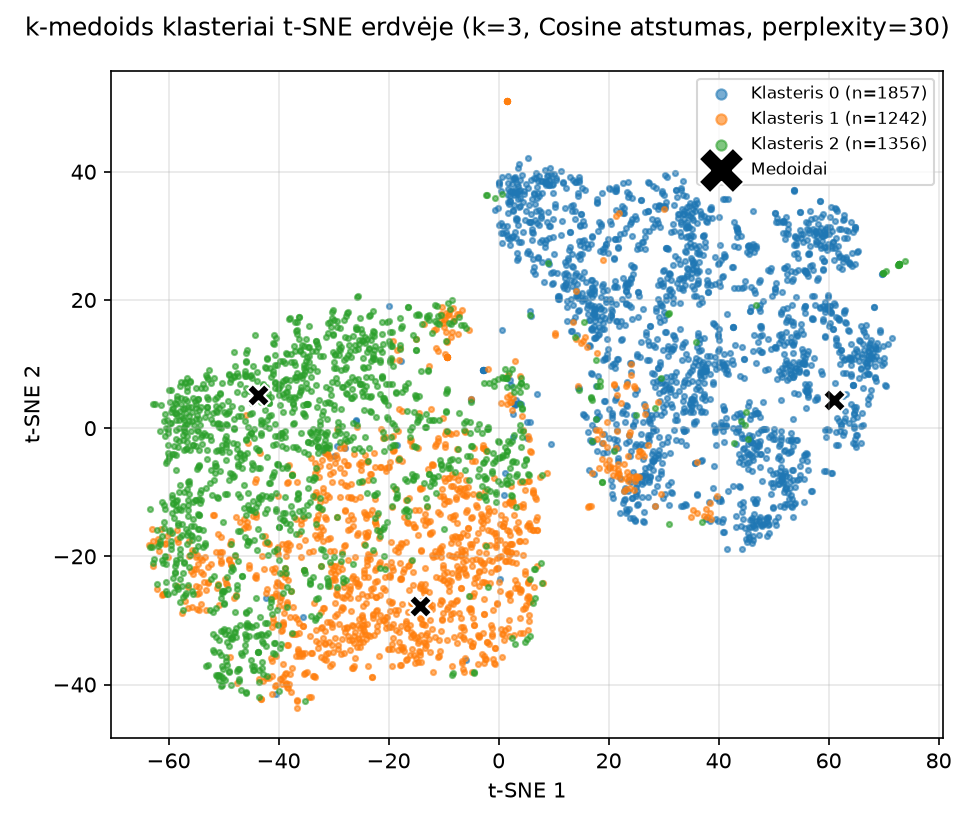 k-medoids klasteriai t-SNE erdvėje (k=3, Cosine atstumas, perplexity=30)
Klasteris 0 (n=1857)
Klasteris 1 (n=1242)
Klasteris 2 (n=1356)
Medoidai
40
20
0
−20
−40
t-SNE 2
−60
−40
−20
0
20
40
60
80
t-SNE 1